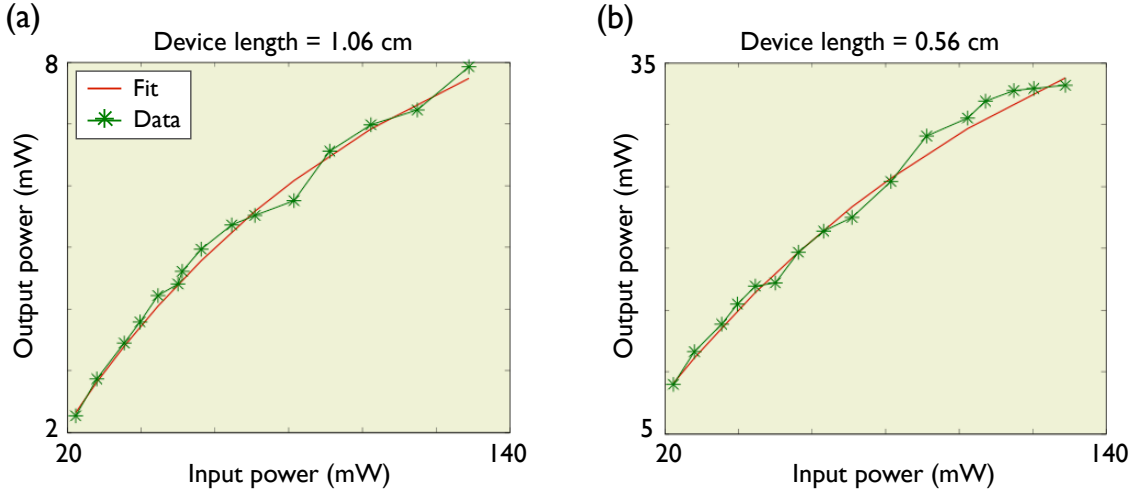 (a)
Device length = 1.06 cm
8
Fit
Data
Output power (mW)
2
20
140
Input power (mW)
(b)
Device length = 0.56 cm
35
Output power (mW)
5
20
140
Input power (mW)